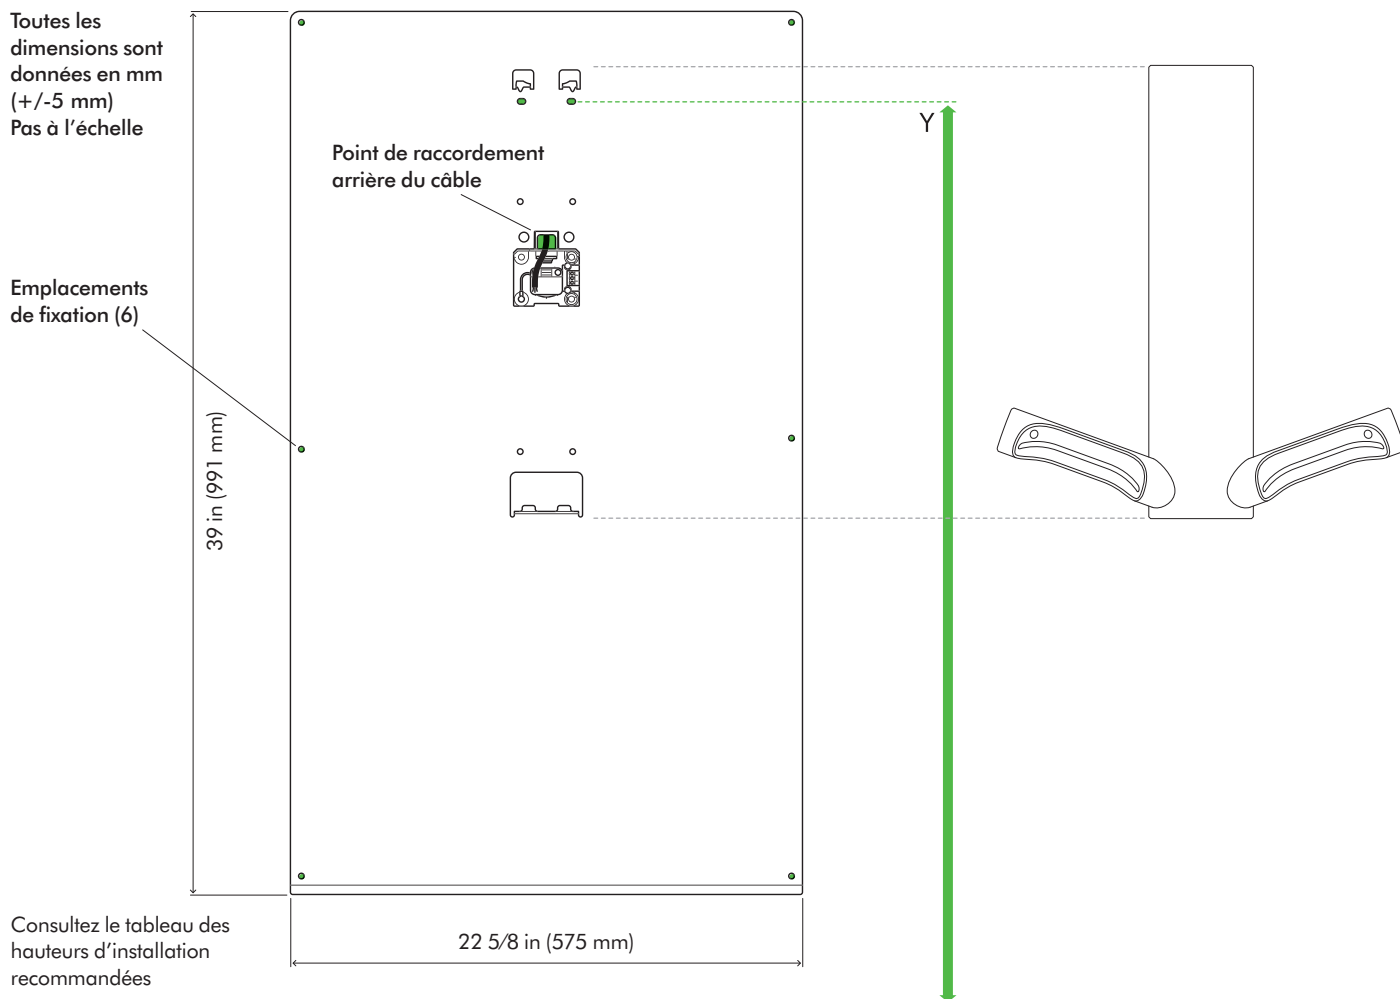 Toutes les
dimensions sont
données en mm
(+/-5 mm)
Pas à l’échelle
Y
Point de raccordement
arrière du câble
Emplacements
de fixation (6)
39 in (991 mm)
22 5/8 in (575 mm)
Consultez le tableau des
hauteurs d’installation
recommandées